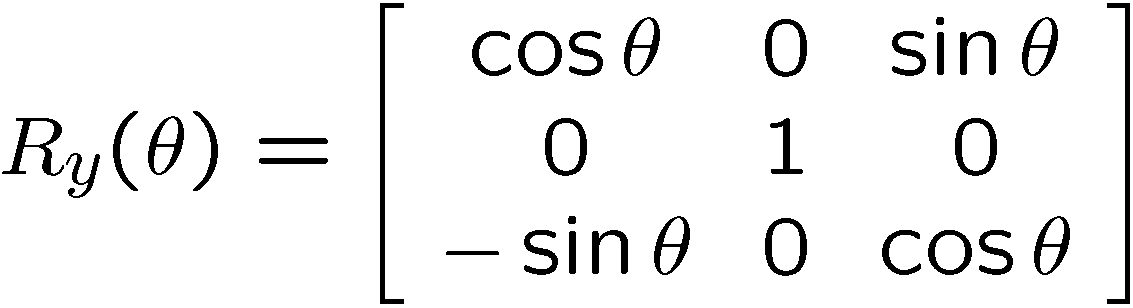 cos θ 0 sin θ
R_y(θ) = 0 1 0
− sin θ 0 cos θ